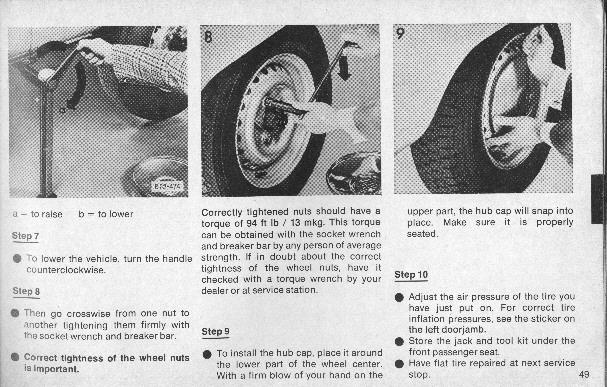 8
9
B79-474
a = to raise b = to lower
Step 7
To lower the vehicle, turn the handle
counterclockwise.
Step 8
Then go crosswise from one nut to
another tightening them firmly with
the socket wrench and breaker bar.
Correct tightness of the wheel nuts
is important.
Correctly tightened nuts should have a
torque of 94 ft lb / 13 mkg. This torque
can be obtained with the socket wrench
and breaker bar by any person of average
strength. If in doubt about the correct
tightness of the wheel nuts, have it
checked with a torque wrench by your
dealer or at service station.
Step 9
To install the hub cap, place it around
the lower part of the wheel center.
With a firm blow of your hand on the
upper part, the hub cap will snap into
place. Make sure it is properly
seated.
Step 10
Adjust the air pressure of the tire you
have just put on. For correct tire
inflation pressures, see the sticker on
the left doorjamb.
Store the jack and tool kit under the
front passenger seat.
Have flat tire repaired at next service
stop.
49